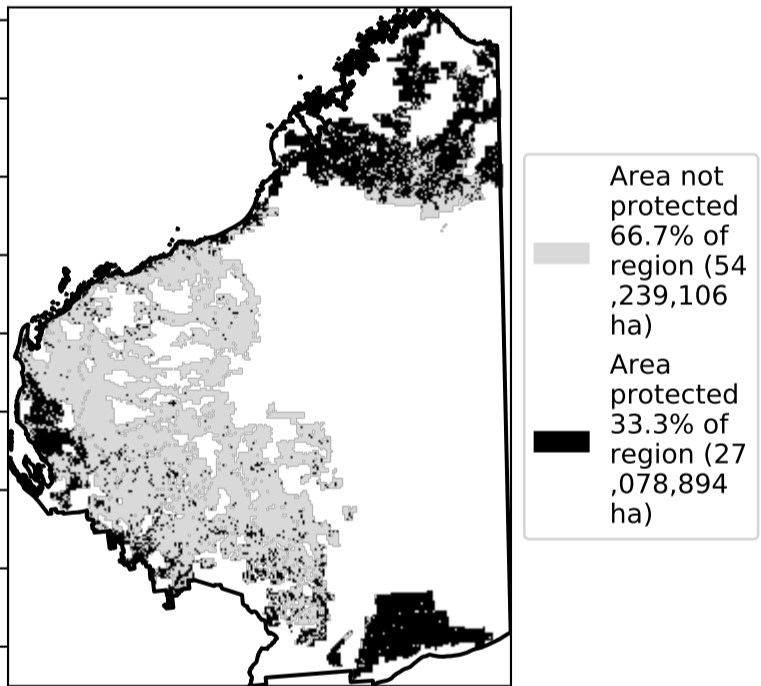 Area not
protected
66.7% of
region (54
,239,106
ha)
Area
protected
33.3% of
region (27
,078,894
ha)